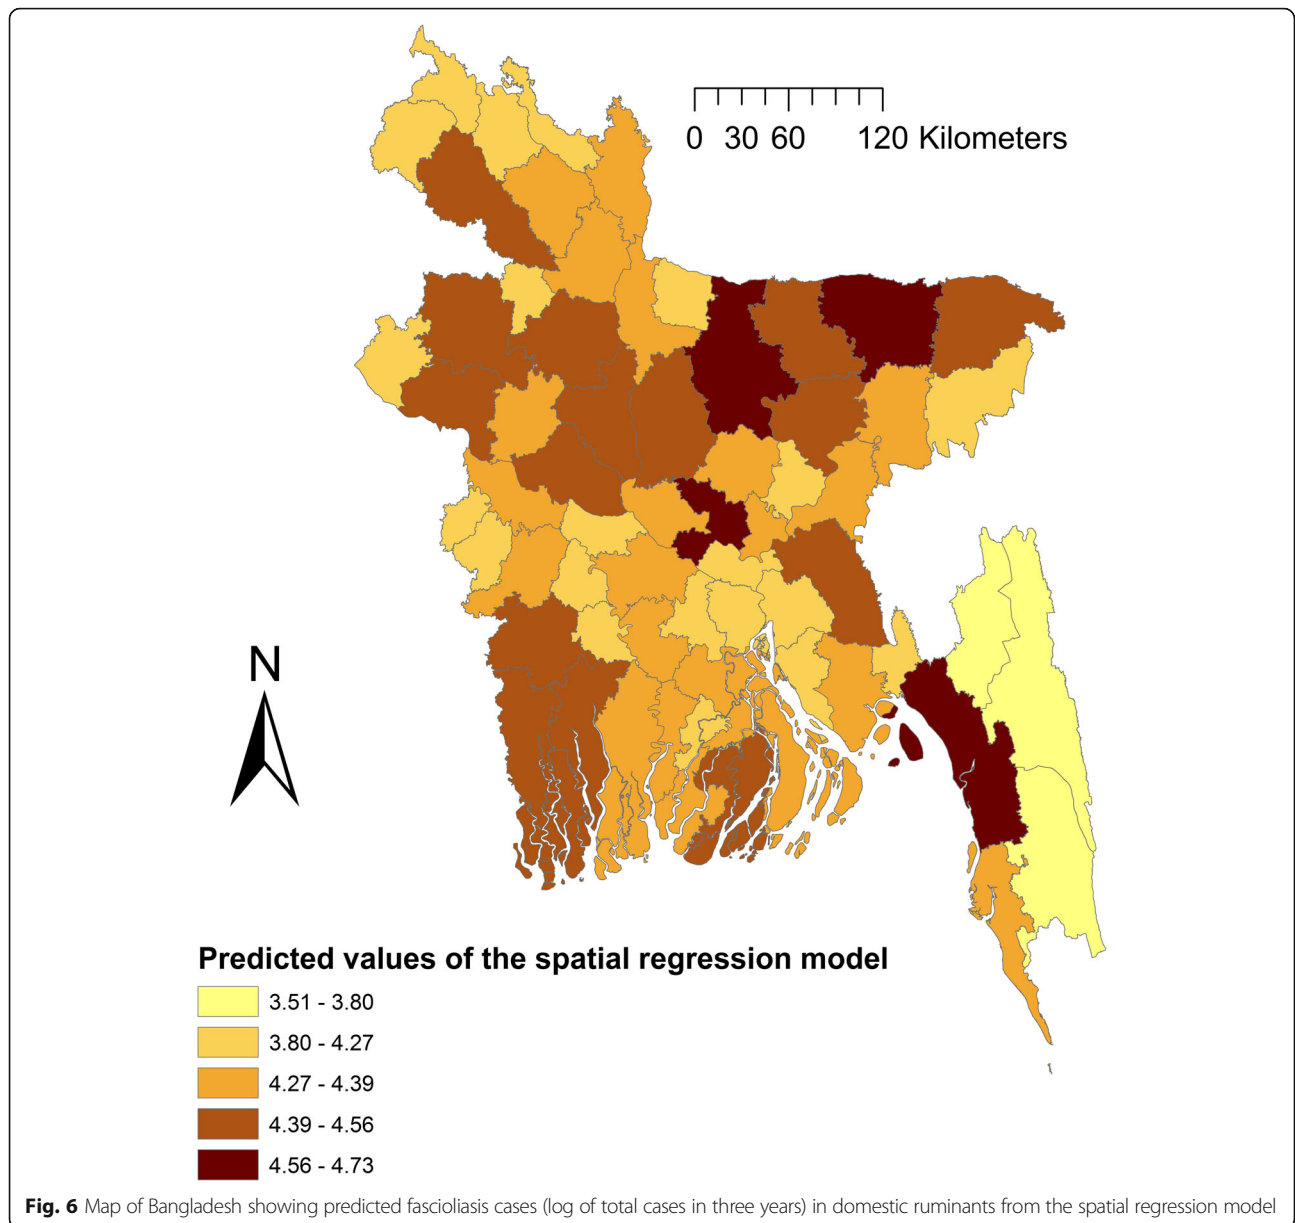 0 30 60 120 Kilometers
N
Predicted values of the spatial regression model
3.51 - 3.80
3.80 - 4.27
4.27 - 4.39
4.39 - 4.56
4.56 - 4.73
Fig. 6 Map of Bangladesh showing predicted fascioliasis cases (log of total cases in three years) in domestic ruminants from the spatial regression model